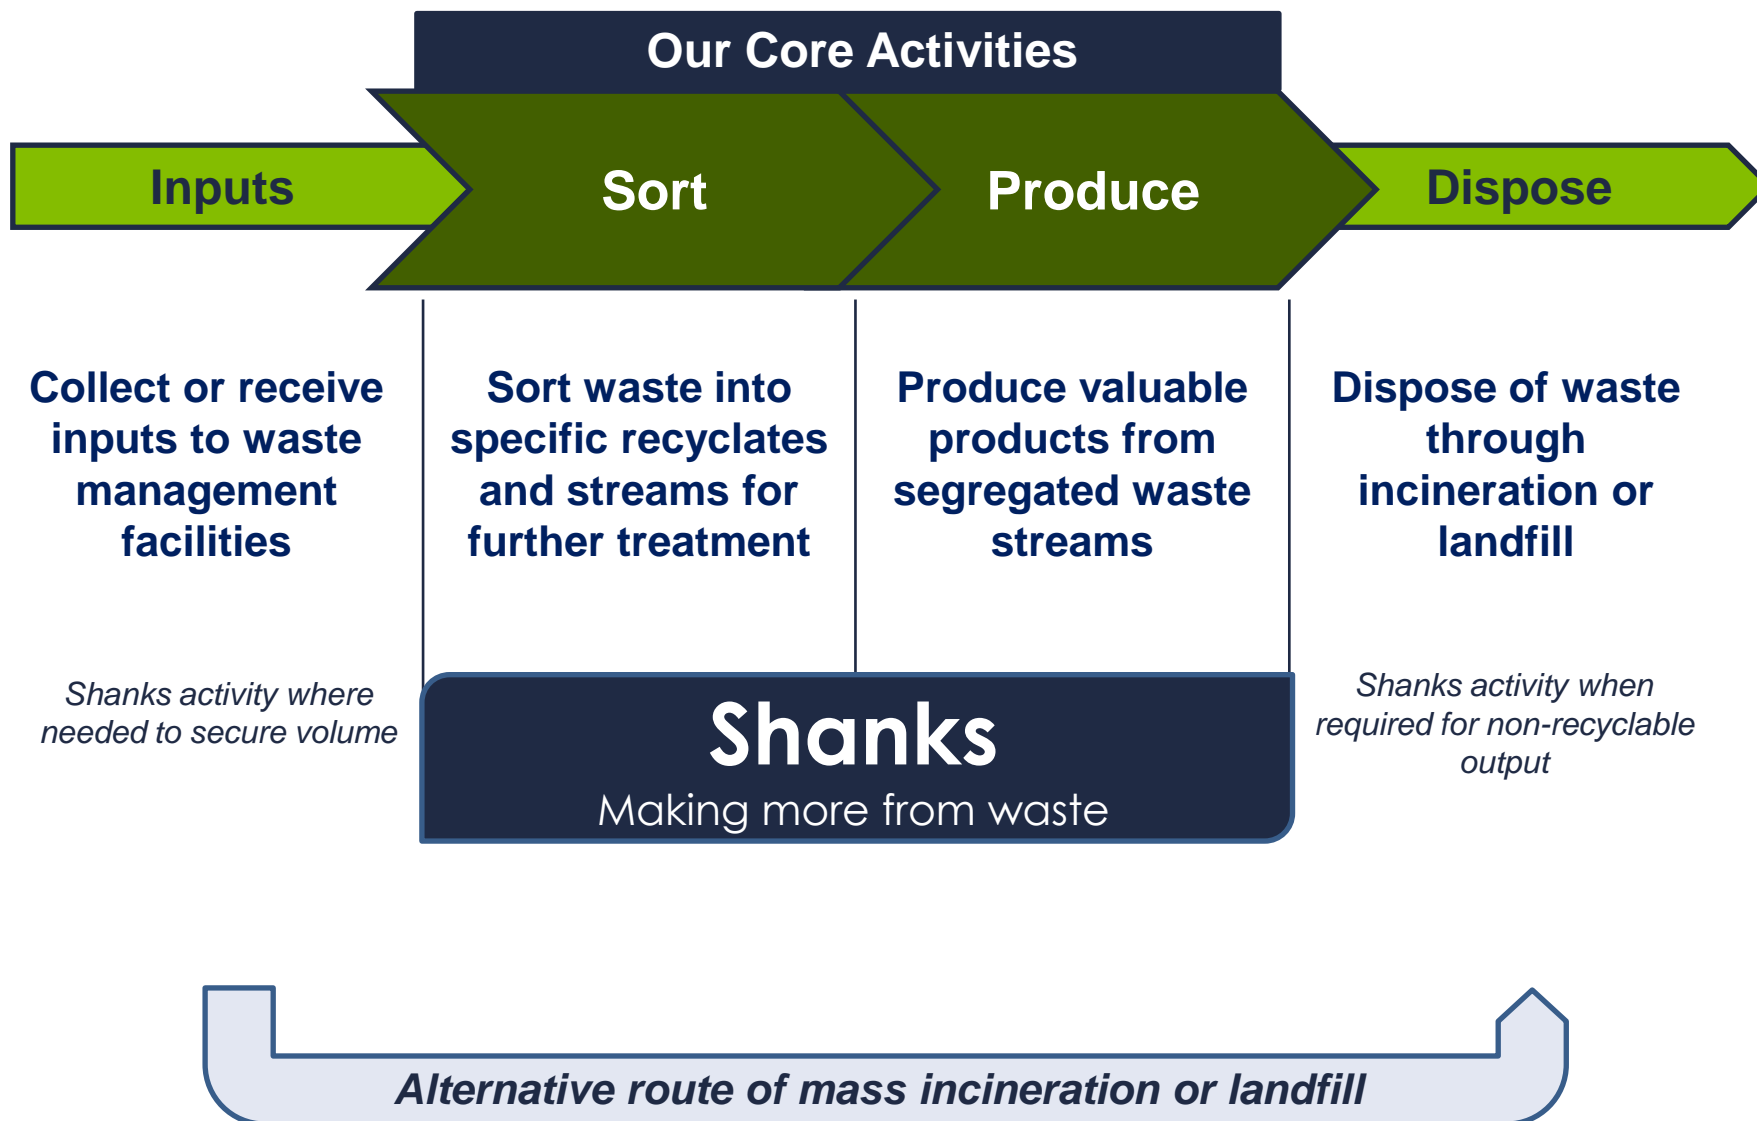 Our Core Activities
Inputs
Sort
Produce
Dispose
Collect or receive
inputs to waste
management
facilities
Sort waste into
specific recyclates
and streams for
further treatment
Produce valuable
products from
segregated waste
streams
Dispose of waste
through
incineration or
landfill
Shanks activity where
needed to secure volume
Shanks
Making more from waste
Shanks activity when
required for non-recyclable
output
Alternative route of mass incineration or landfill